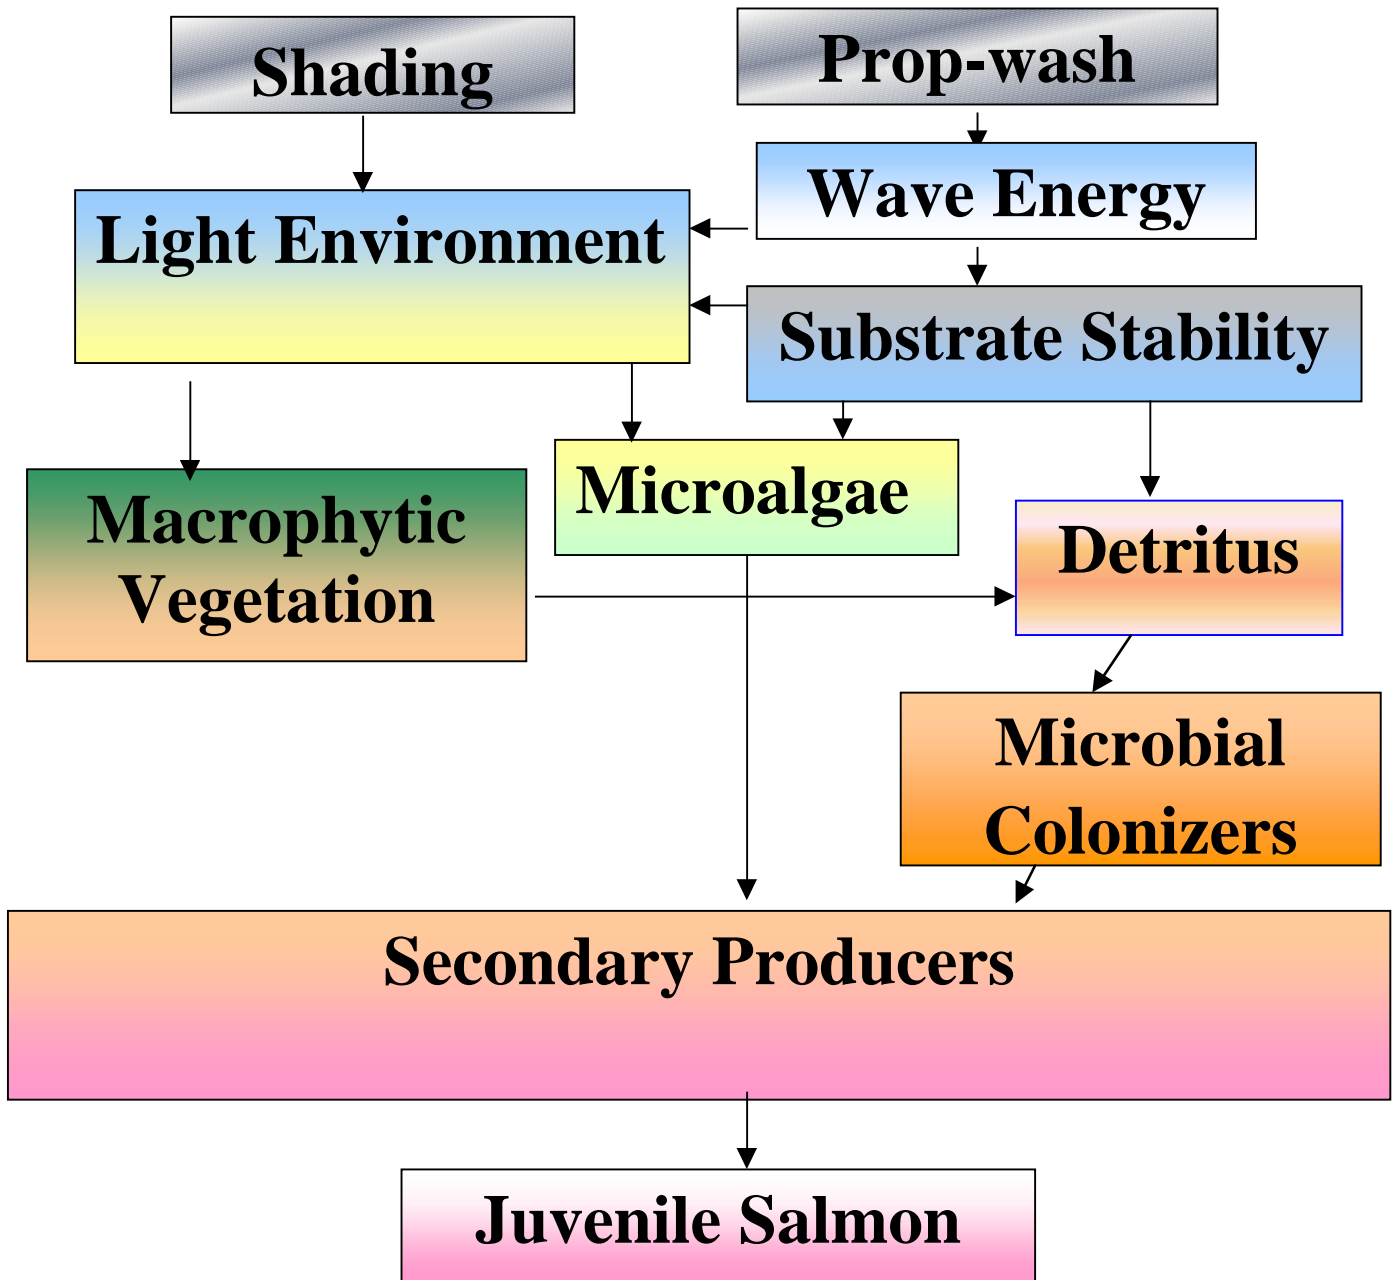 Shading
Prop-wash
Wave Energy
Light Environment
Substrate Stability
Microalgae
Macrophytic
Vegetation
Detritus
Microbial
Colonizers
Secondary Producers
Juvenile Salmon